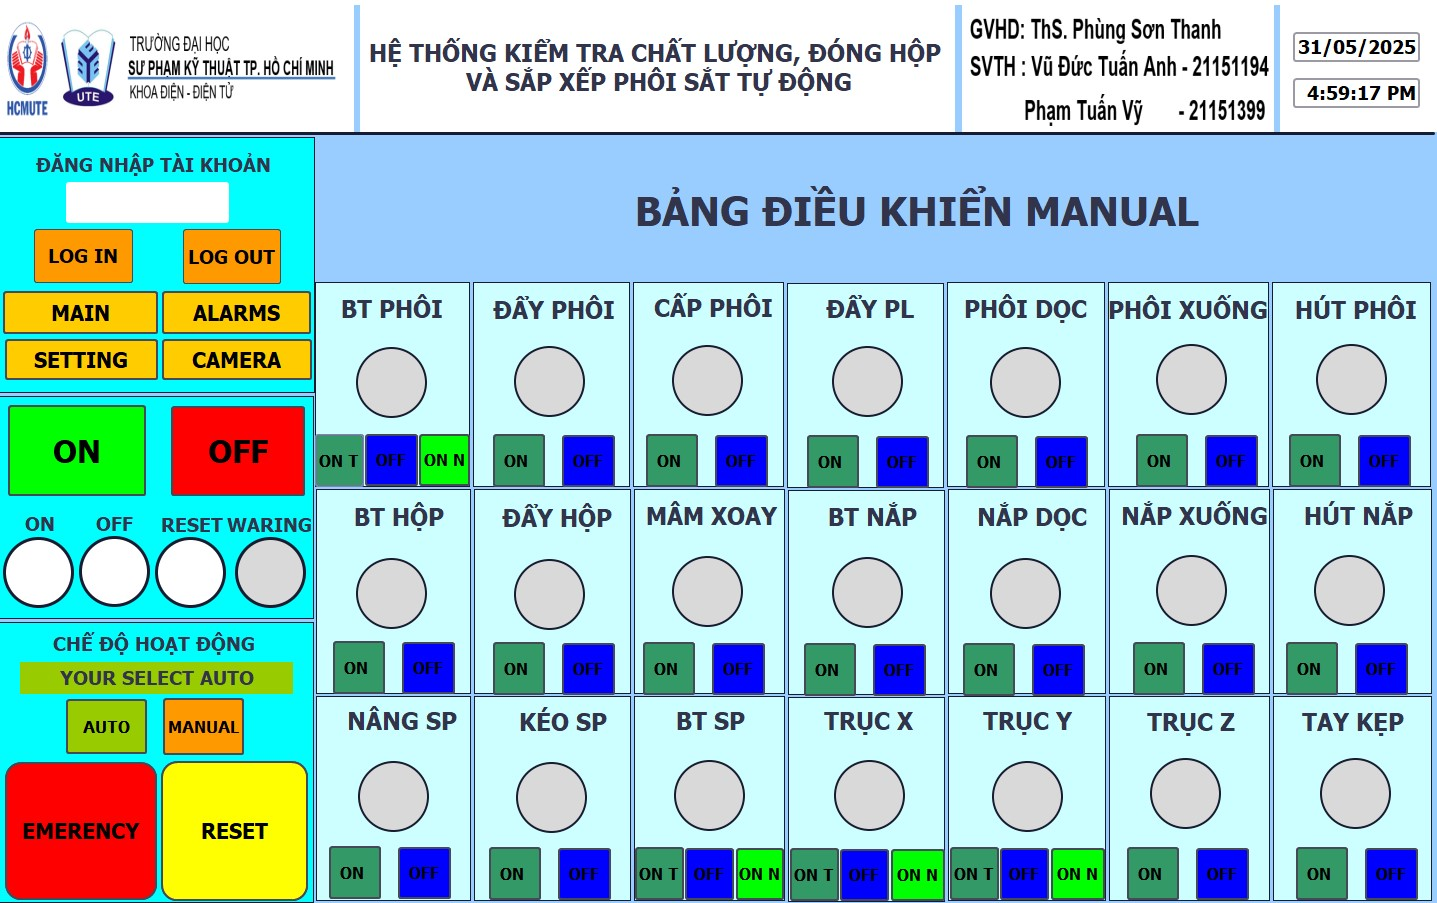 HCMUTE
UTE
TRƯỜNG ĐẠI HỌC
SƯ PHẠM KỸ THUẬT TP. HỒ CHÍ MINH
KHOA ĐIỆN - ĐIỆN TỬ
HỆ THỐNG KIỂM TRA CHẤT LƯỢNG, ĐÓNG HỘP
VÀ SẮP XẾP PHÔI SẮT TỰ ĐỘNG
GVHD: ThS. Phùng Sơn Thanh
SVTH : Vũ Đức Tuấn Anh - 21151194
Phạm Tuấn Vỹ - 21151399
31/05/2025
4:59:17 PM
ĐĂNG NHẬP TÀI KHOẢN
LOG IN LOG OUT
MAIN ALARMS
SETTING CAMERA
ON OFF
ON OFF RESET WARING
CHẾ ĐỘ HOẠT ĐỘNG
YOUR SELECT AUTO
AUTO MANUAL
EMERENCY RESET
BẢNG ĐIỀU KHIỂN MANUAL
BT PHÔI ĐẨY PHÔI CẤP PHÔI ĐẨY PL PHÔI DỌC PHÔI XUỐNG HÚT PHÔI
ON T OFF ON N ON OFF ON OFF ON OFF ON OFF ON OFF ON OFF
BT HỘP ĐẨY HỘP MÂM XOAY BT NẮP NẮP DỌC NẮP XUỐNG HÚT NẮP
ON OFF ON OFF ON OFF ON OFF ON OFF ON OFF ON OFF
NÂNG SP KÉO SP BT SP TRỤC X TRỤC Y TRỤC Z TAY KẸP
ON OFF ON OFF ON T OFF ON N ON T OFF ON N ON T OFF ON N ON OFF ON OFF